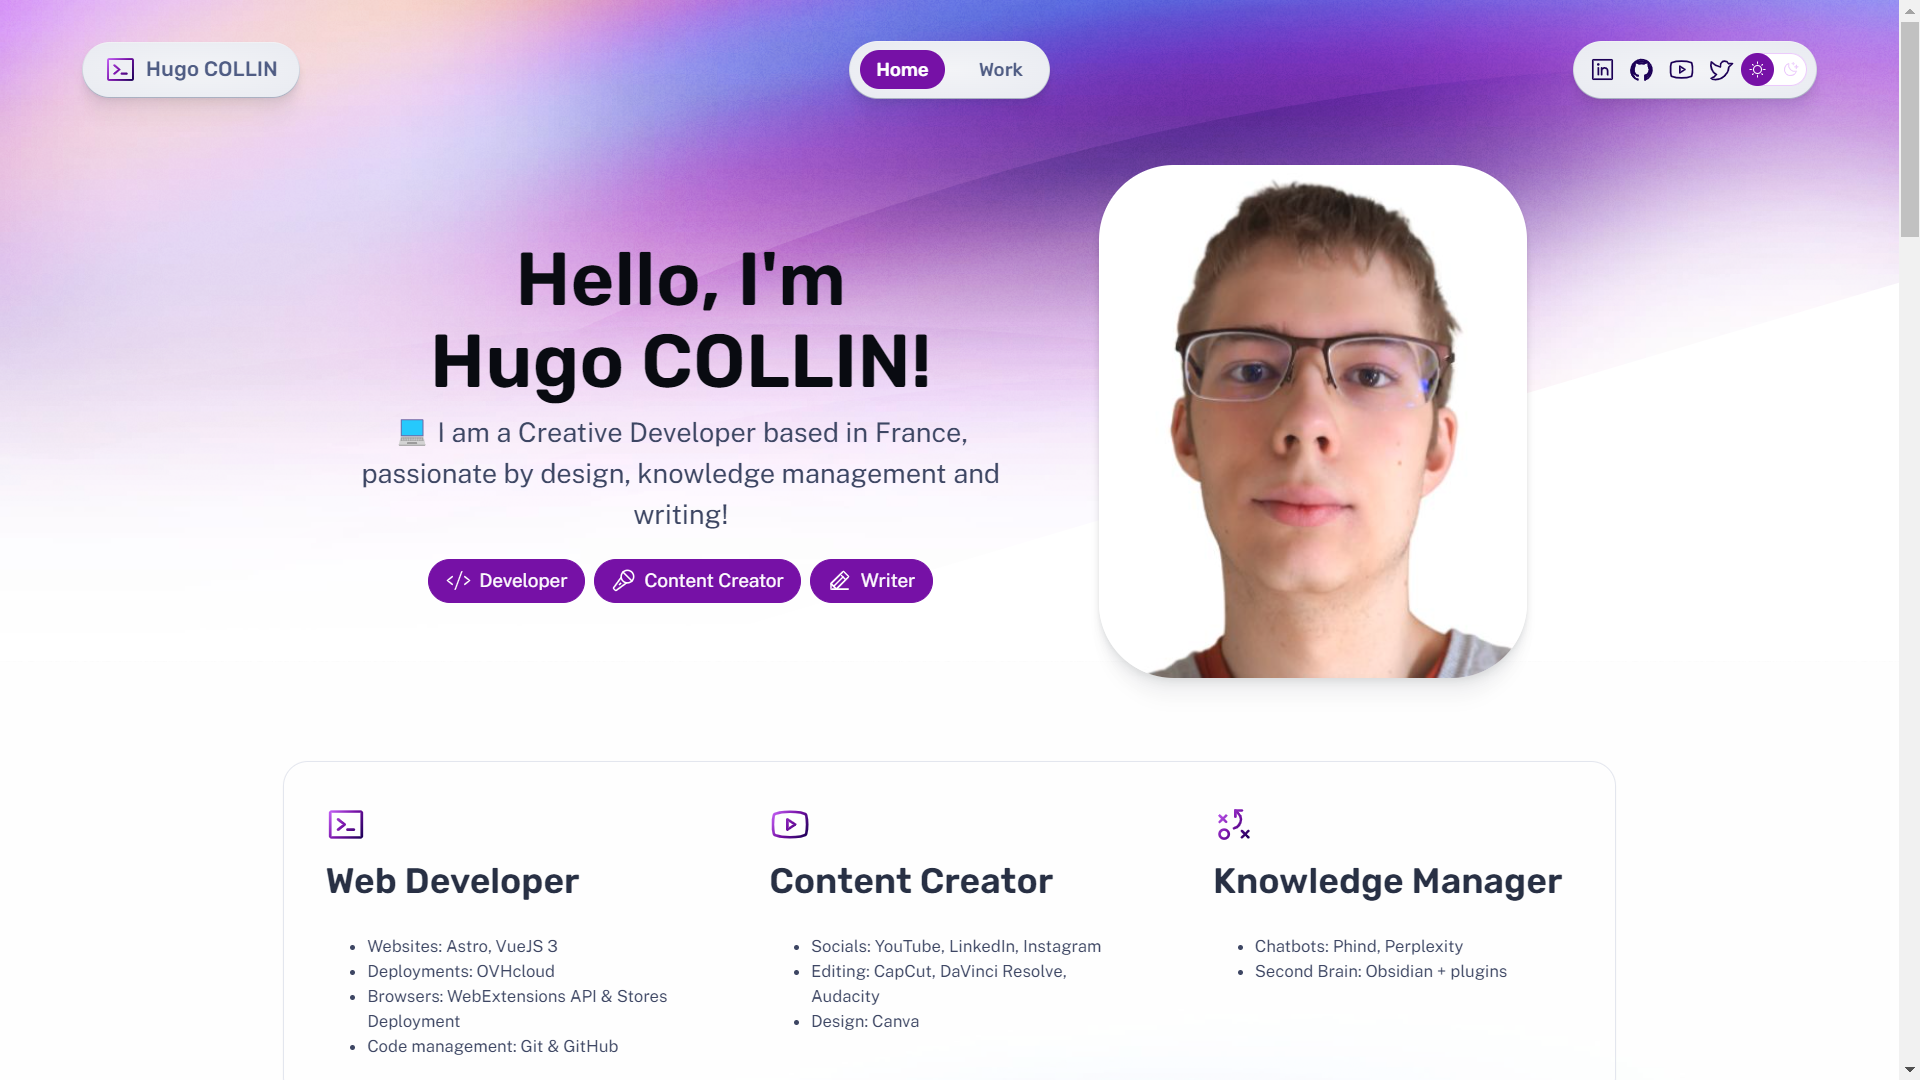 Hugo COLLIN
Home
Work
Hello, I'm
Hugo COLLIN!
💻 I am a Creative Developer based in France,
passionate by design, knowledge management and
writing!
Developer
Content Creator
Writer
Web Developer
• Websites: Astro, VueJS 3
• Deployments: OVHcloud
• Browsers: WebExtensions API & Stores
Deployment
• Code management: Git & GitHub
Content Creator
• Socials: YouTube, LinkedIn, Instagram
• Editing: CapCut, DaVinci Resolve,
Audacity
• Design: Canva
Knowledge Manager
• Chatbots: Phind, Perplexity
• Second Brain: Obsidian + plugins